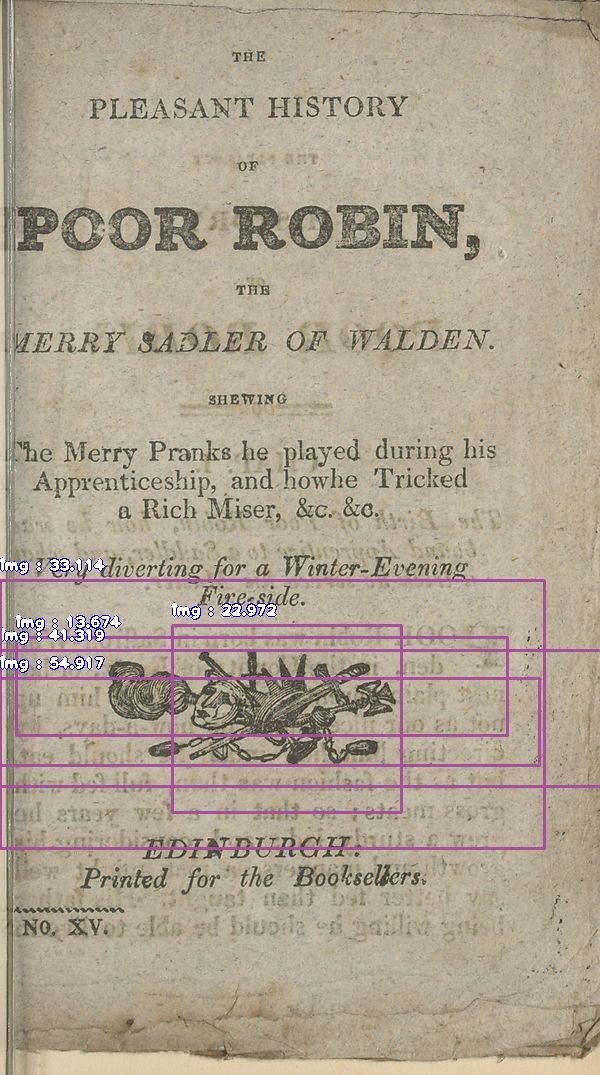 THE
PLEASANT HISTORY
OF
POOR ROBIN,
THE
MERRY SADLER OF WALDEN.
SHEWING
The Merry Pranks he played during his
Apprenticeship, and howhe Tricked
a Rich Miser, &c. &c.
Very diverting for a Winter-Evening
Fire-side.
Img : 33.114
Img : 13.674
Img : 22.972
Img : 41.319
Img : 54.917
EDINBURGH:
Printed for the Booksellers.
No. XV.